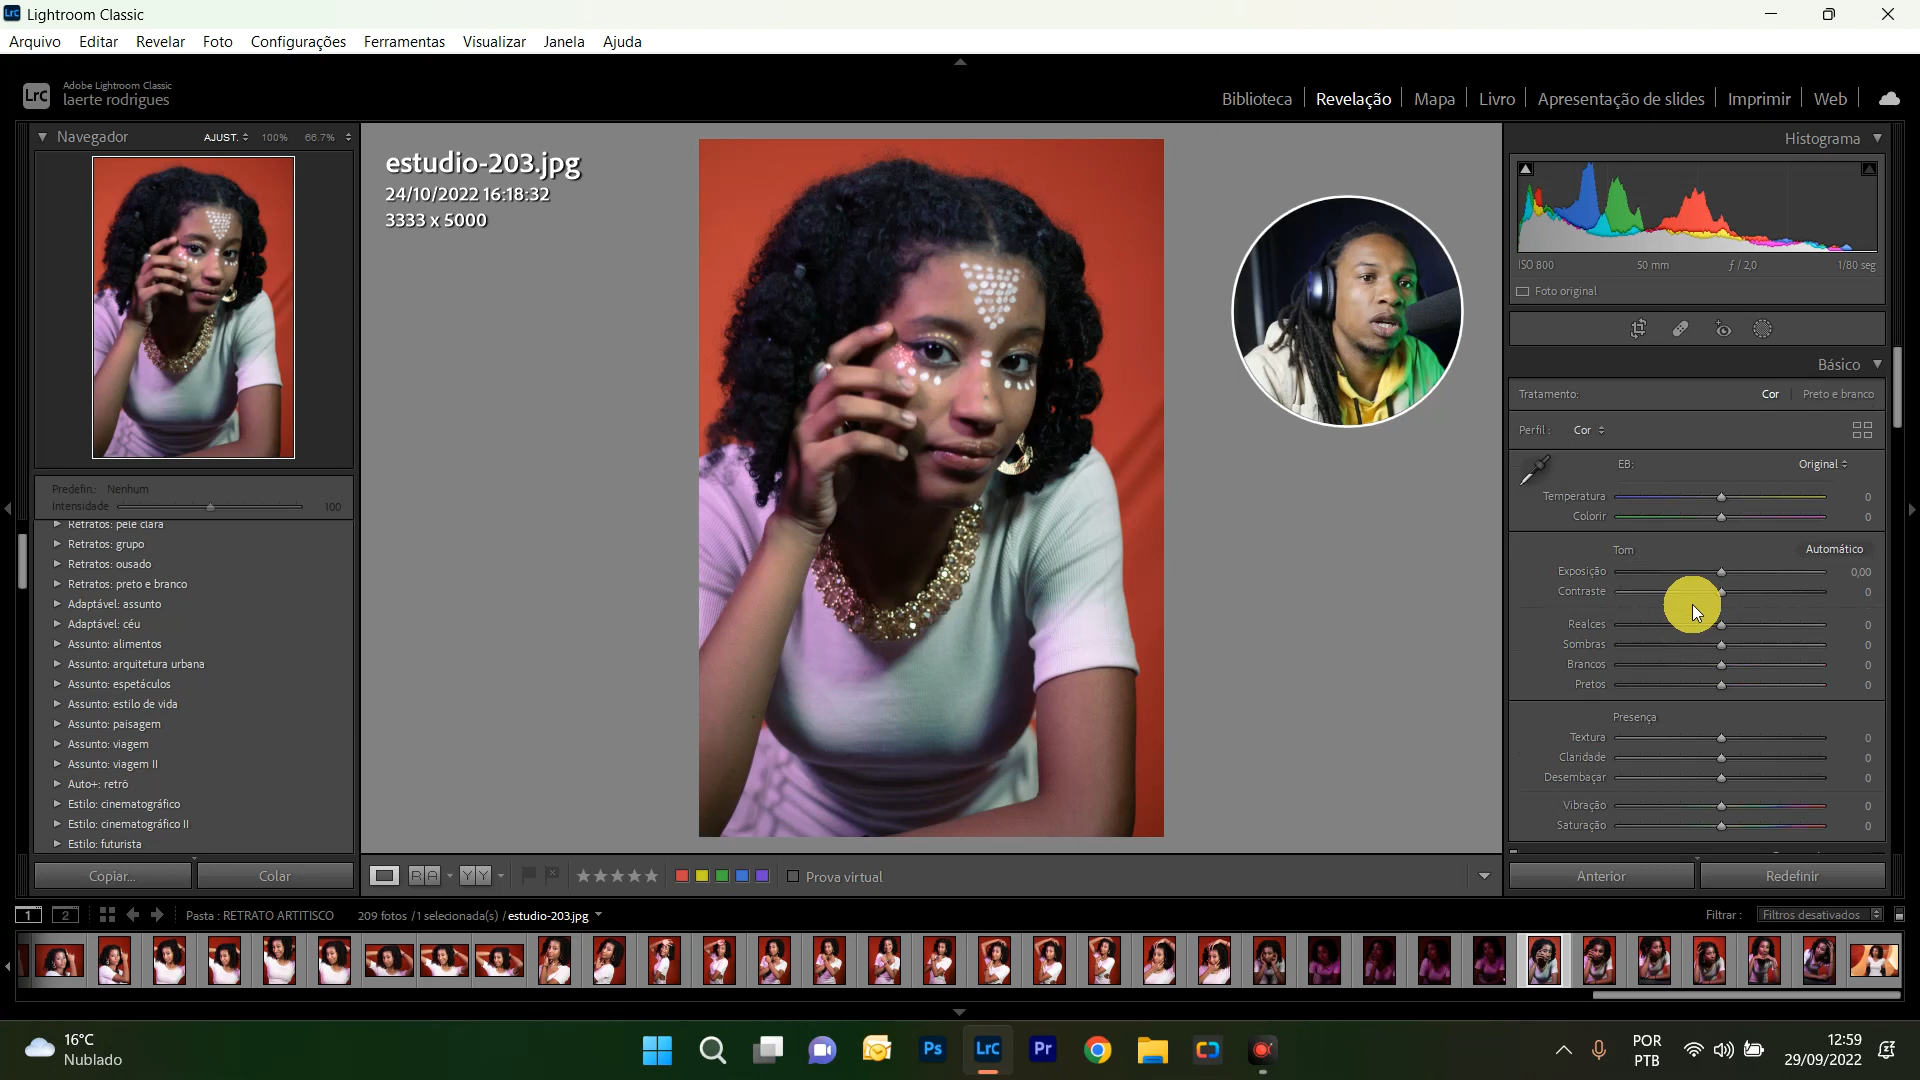 LrC Lightroom Classic
Arquivo Editar Revelar Foto Configurações Ferramentas Visualizar Janela Ajuda
LrC
Adobe Lightroom Classic
laerte rodrigues
Biblioteca Revelação Mapa Livro Apresentação de slides Imprimir Web
Navegador AJUST. 100% 66.7%
estudio-203.jpg
24/10/2022 16:18:32
3333 x 5000
Histograma
ISO 800 50 mm ƒ / 2,0 1/80 seg
Foto original
Básico
Tratamento: Cor Preto e branco
Perfil: Cor
EB: Original
Temperatura 0
Colorir 0
Tom Automático
Exposição 0,00
Contraste 0
Realces 0
Sombras 0
Brancos 0
Pretos 0
Presença
Textura 0
Claridade 0
Desembaçar 0
Vibração 0
Saturação 0
Predefin.: Nenhum
Intensidade 100
Retratos: pele clara
Retratos: grupo
Retratos: ousado
Retratos: preto e branco
Adaptável: assunto
Adaptável: céu
Assunto: alimentos
Assunto: arquitetura urbana
Assunto: espetáculos
Assunto: estilo de vida
Assunto: paisagem
Assunto: viagem
Assunto: viagem II
Auto+: retrô
Estilo: cinematográfico
Estilo: cinematográfico II
Estilo: futurista
Copiar... Colar
R A Y Y Prova virtual
Anterior Redefinir
1 2 Pasta : RETRATO ARTITISCO 209 fotos /1 selecionada(s) /estudio-203.jpg
Filtrar : Filtros desativados
16°C
Nublado
Ps LrC Pr
POR
PTB
12:59
29/09/2022